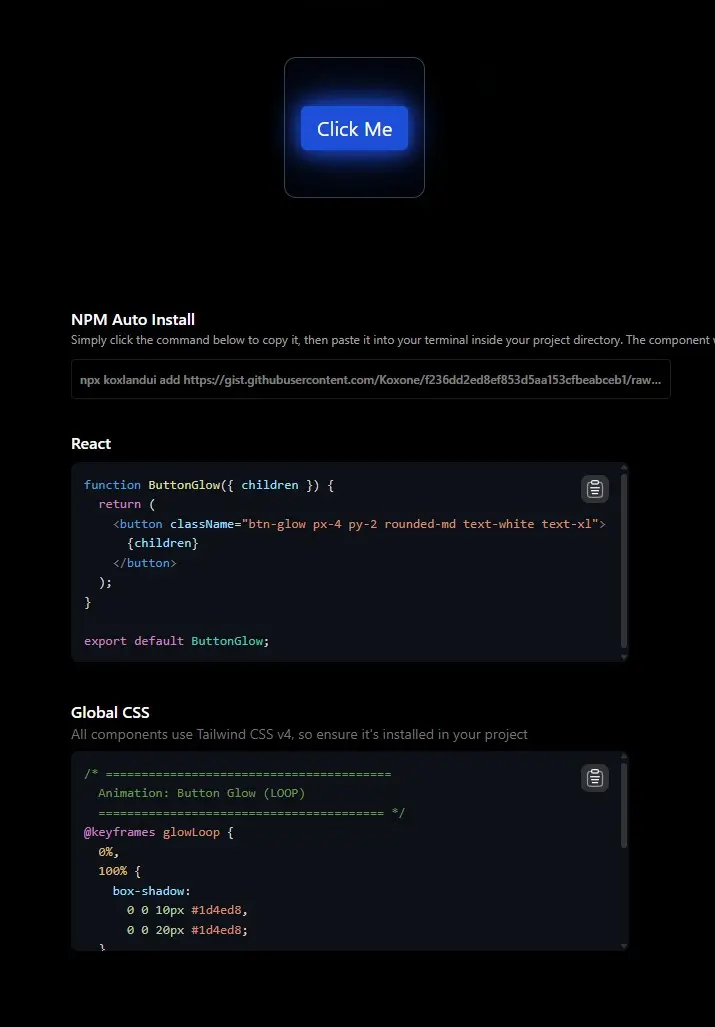 Click Me
NPM Auto Install
Simply click the command below to copy it, then paste it into your terminal inside your project directory. The component
npx koxlandui add https://gist.githubusercontent.com/Koxone/f236dd2ed8ef853d5aa153cfbeabceb1/raw...
React
function ButtonGlow({ children }) {
  return (
    <button className="btn-glow px-4 py-2 rounded-md text-white text-xl">
      {children}
    </button>
  );
}
export default ButtonGlow;
Global CSS
All components use Tailwind CSS v4, so ensure it's installed in your project
/* ========================================
  Animation: Button Glow (LOOP)
  ======================================== */
@keyframes glowLoop {
  0%,
  100% {
    box-shadow:
      0 0 10px #1d4ed8,
      0 0 20px #1d4ed8;
  }